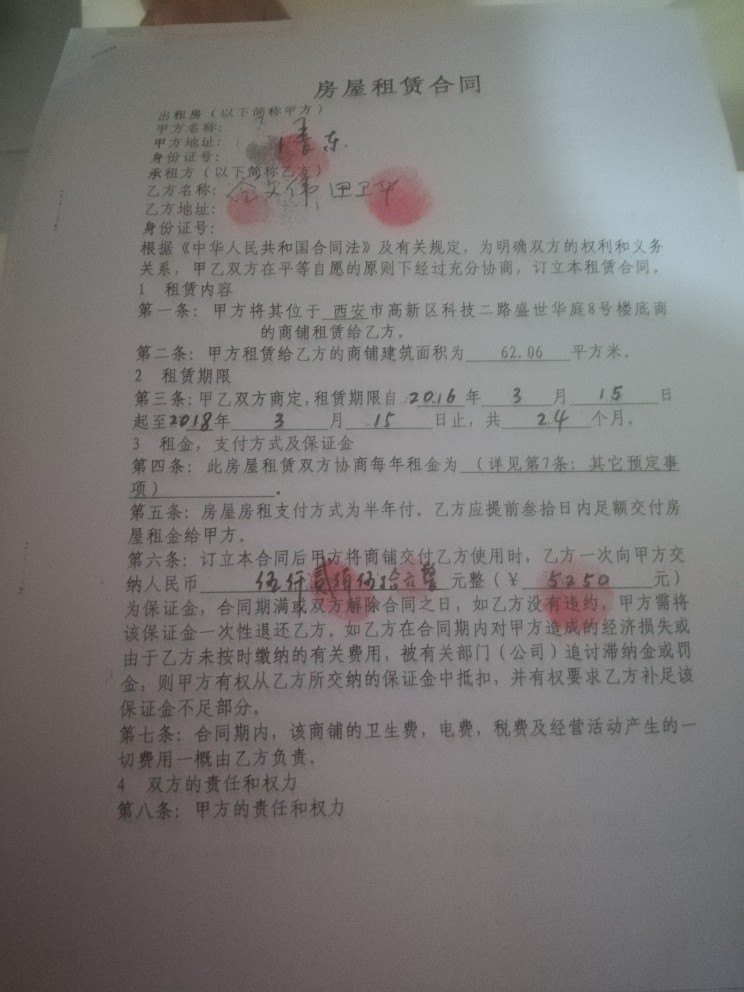 房屋租赁合同
出租房（以下简称甲方）
甲方名称：
甲方地址：
身份证号：
承租方（以下简称乙方）
乙方名称：
乙方地址：
身份证号：
根据《中华人民共和国合同法》及有关规定，为明确双方的权利和义务
关系，甲乙双方在平等自愿的原则下经过充分协商，订立本租赁合同。
1 租赁内容
第一条：甲方将其位于 西安市高新区科技二路盛世华庭8号楼底商
的商铺租赁给乙方。
第二条：甲方租赁给乙方的商铺建筑面积为 62.06 平方米。
2 租赁期限
第三条：甲乙双方商定，租赁期限自 2016 年 3 月 15 日
起至2018年 3 月 15 日止，共 24 个月。
3 租金，支付方式及保证金
第四条：此房屋租赁双方协商每年租金为 （详见第7条：其它预定事
项） 。
第五条：房屋房租支付方式为半年付。乙方应提前叁拾日内足额交付房
屋租金给甲方。
第六条：订立本合同后甲方将商铺交付乙方使用时，乙方一次向甲方交
纳人民币 伍仟贰佰伍拾元整 元整（￥ 5250 元）
为保证金，合同期满或双方解除合同之日，如乙方没有违约，甲方需将
该保证金一次性退还乙方。如乙方在合同期内对甲方造成的经济损失或
由于乙方未按时缴纳的有关费用，被有关部门（公司）追讨滞纳金或罚
金，则甲方有权从乙方所交纳的保证金中抵扣，并有权要求乙方补足该
保证金不足部分。
第七条：合同期内，该商铺的卫生费，电费，税费及经营活动产生的一
切费用一概由乙方负责。
4 双方的责任和权力
第八条：甲方的责任和权力